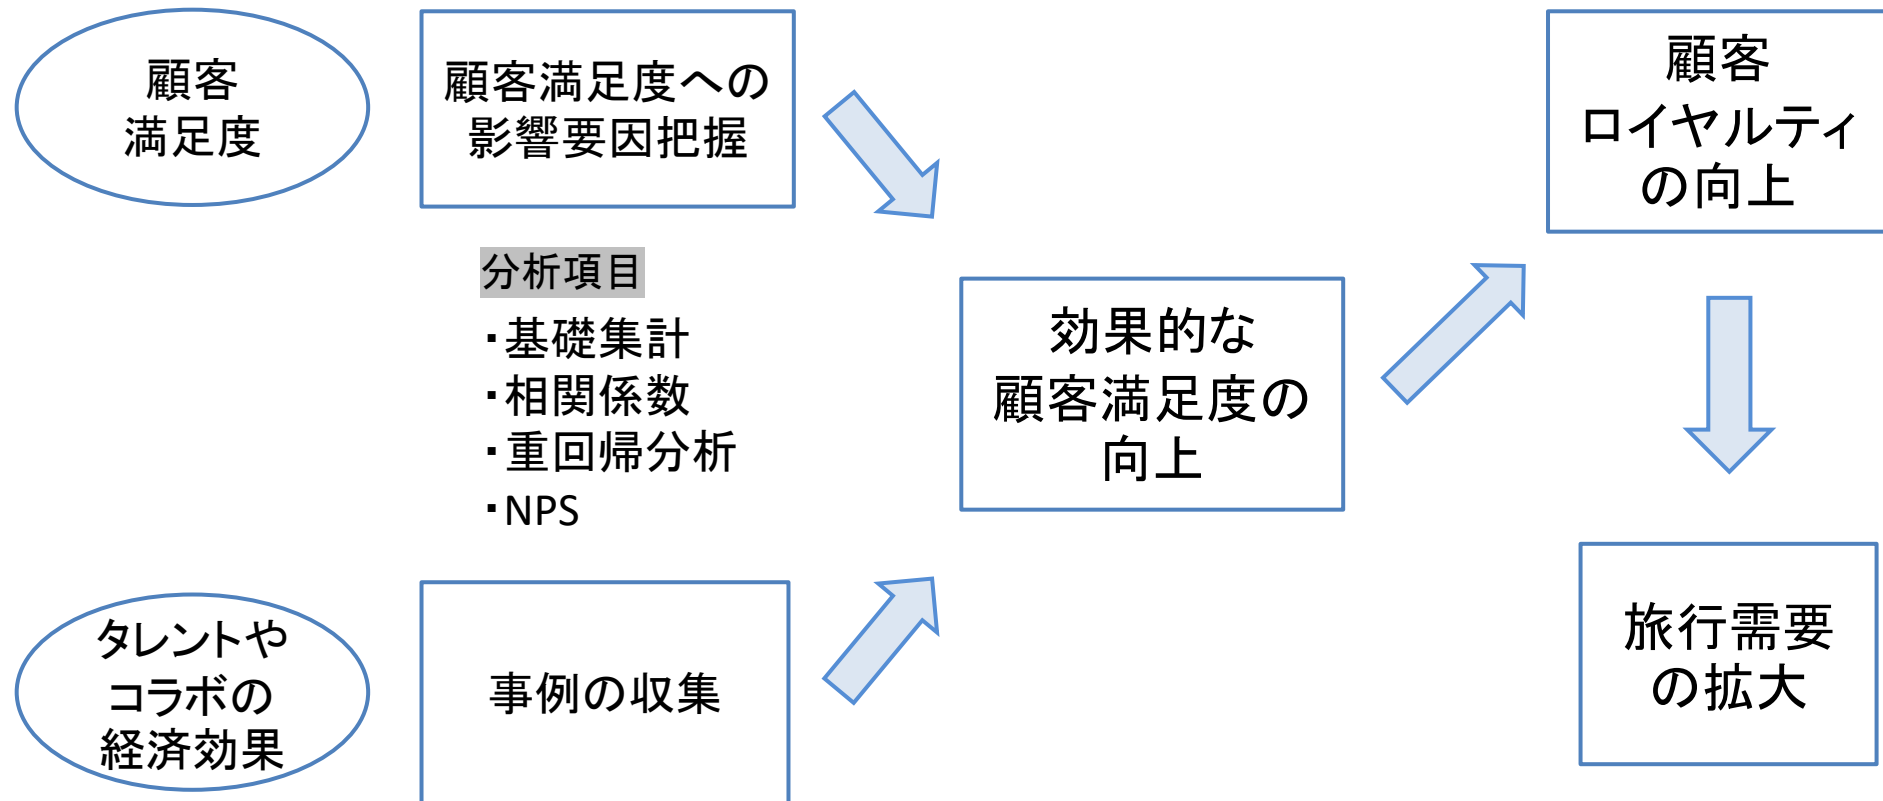 顧客
満足度
顧客満足度への
影響要因把握
分析項目
・基礎集計
・相関係数
・重回帰分析
・NPS
タレントや
コラボの
経済効果
事例の収集
効果的な
顧客満足度の
向上
顧客
ロイヤルティ
の向上
旅行需要
の拡大